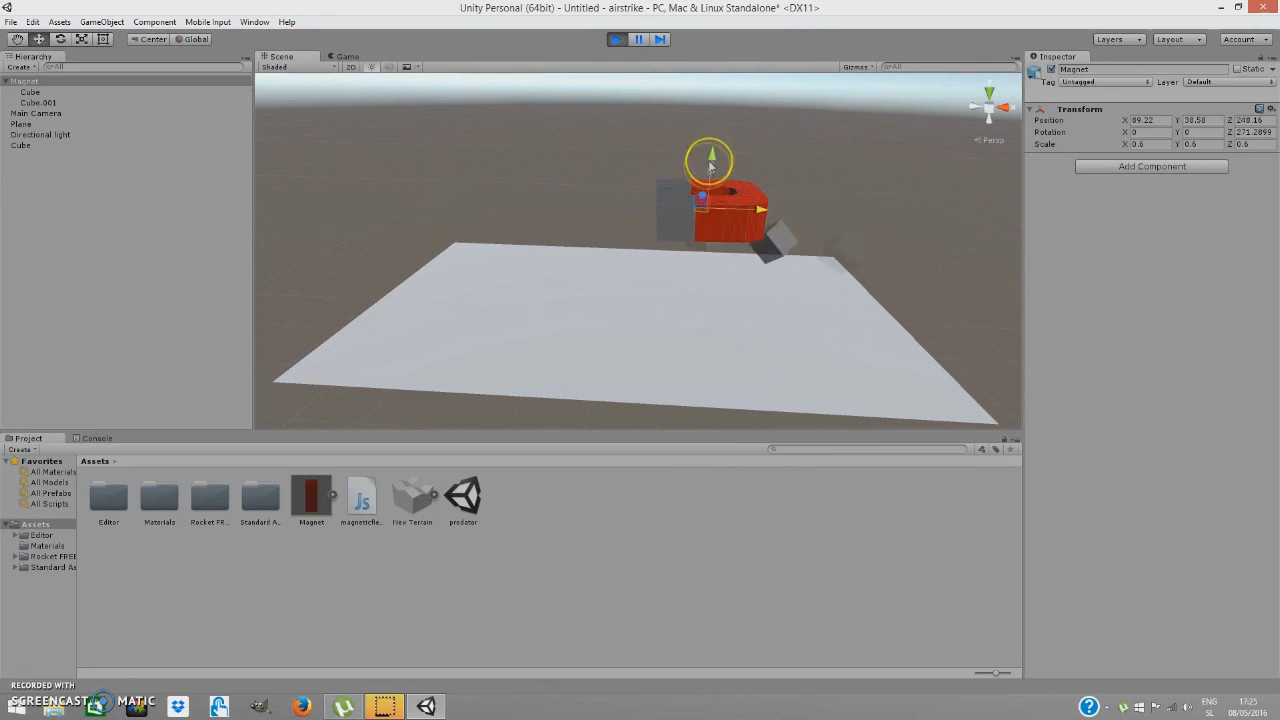 Unity Personal (64bit) - Untitled - airstrike - PC, Mac & Linux Standalone* <DX11>
File Edit Assets GameObject Component Mobile Input Window Help
Center Global Layers Layout Account
Hierarchy
Create All
Magnet
Cube
Cube.001
Main Camera
Plane
Directional light
Cube
Scene Game
Shaded 2D Gizmos All
Persp
Inspector
Magnet Static
Tag Untagged Layer Default
Transform
Position X 89.22 Y 38.58 Z 248.16
Rotation X 0 Y 0 Z 271.2899
Scale X 0.6 Y 0.6 Z 0.6
Add Component
Project Console
Create
Favorites
All Materials
All Models
All Prefabs
All Scripts
Assets
Editor
Materials
Rocket FREE
Standard As
Assets
Js
Editor Materials Rocket FR... Standard A... Magnet magneticfie... New Terrain predator
RECORDED WITH
SCREENCAST MATIC
ENG
SL
17:25
08/05/2016